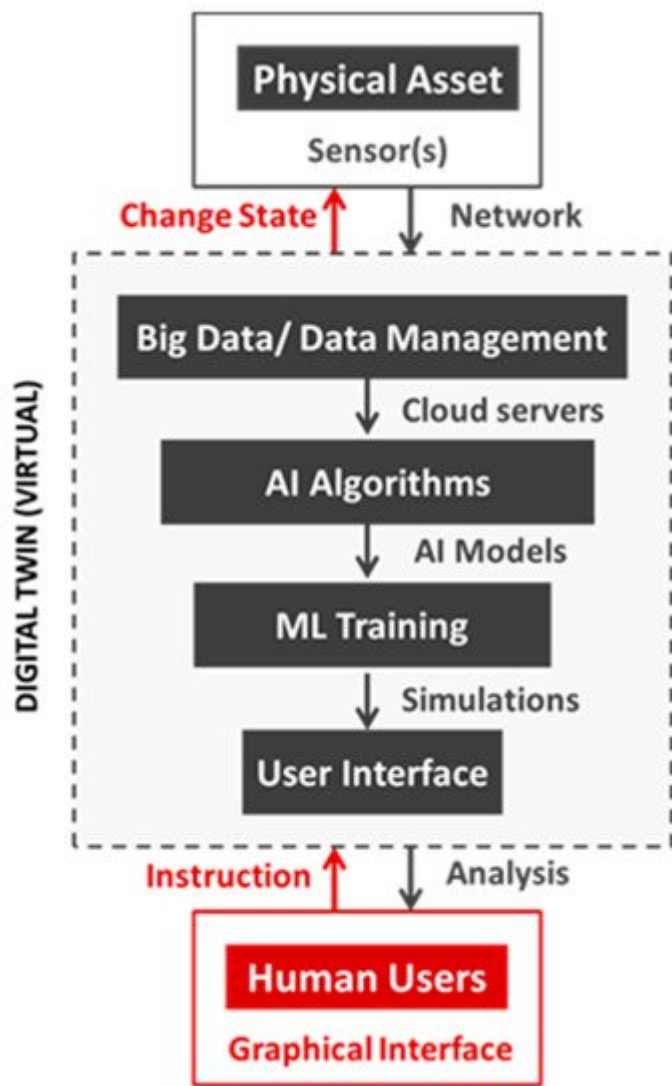 Physical Asset
Sensor(s)
Change State
Network
DIGITAL TWIN (VIRTUAL)
Big Data/ Data Management
Cloud servers
AI Algorithms
AI Models
ML Training
Simulations
User Interface
Instruction
Analysis
Human Users
Graphical Interface